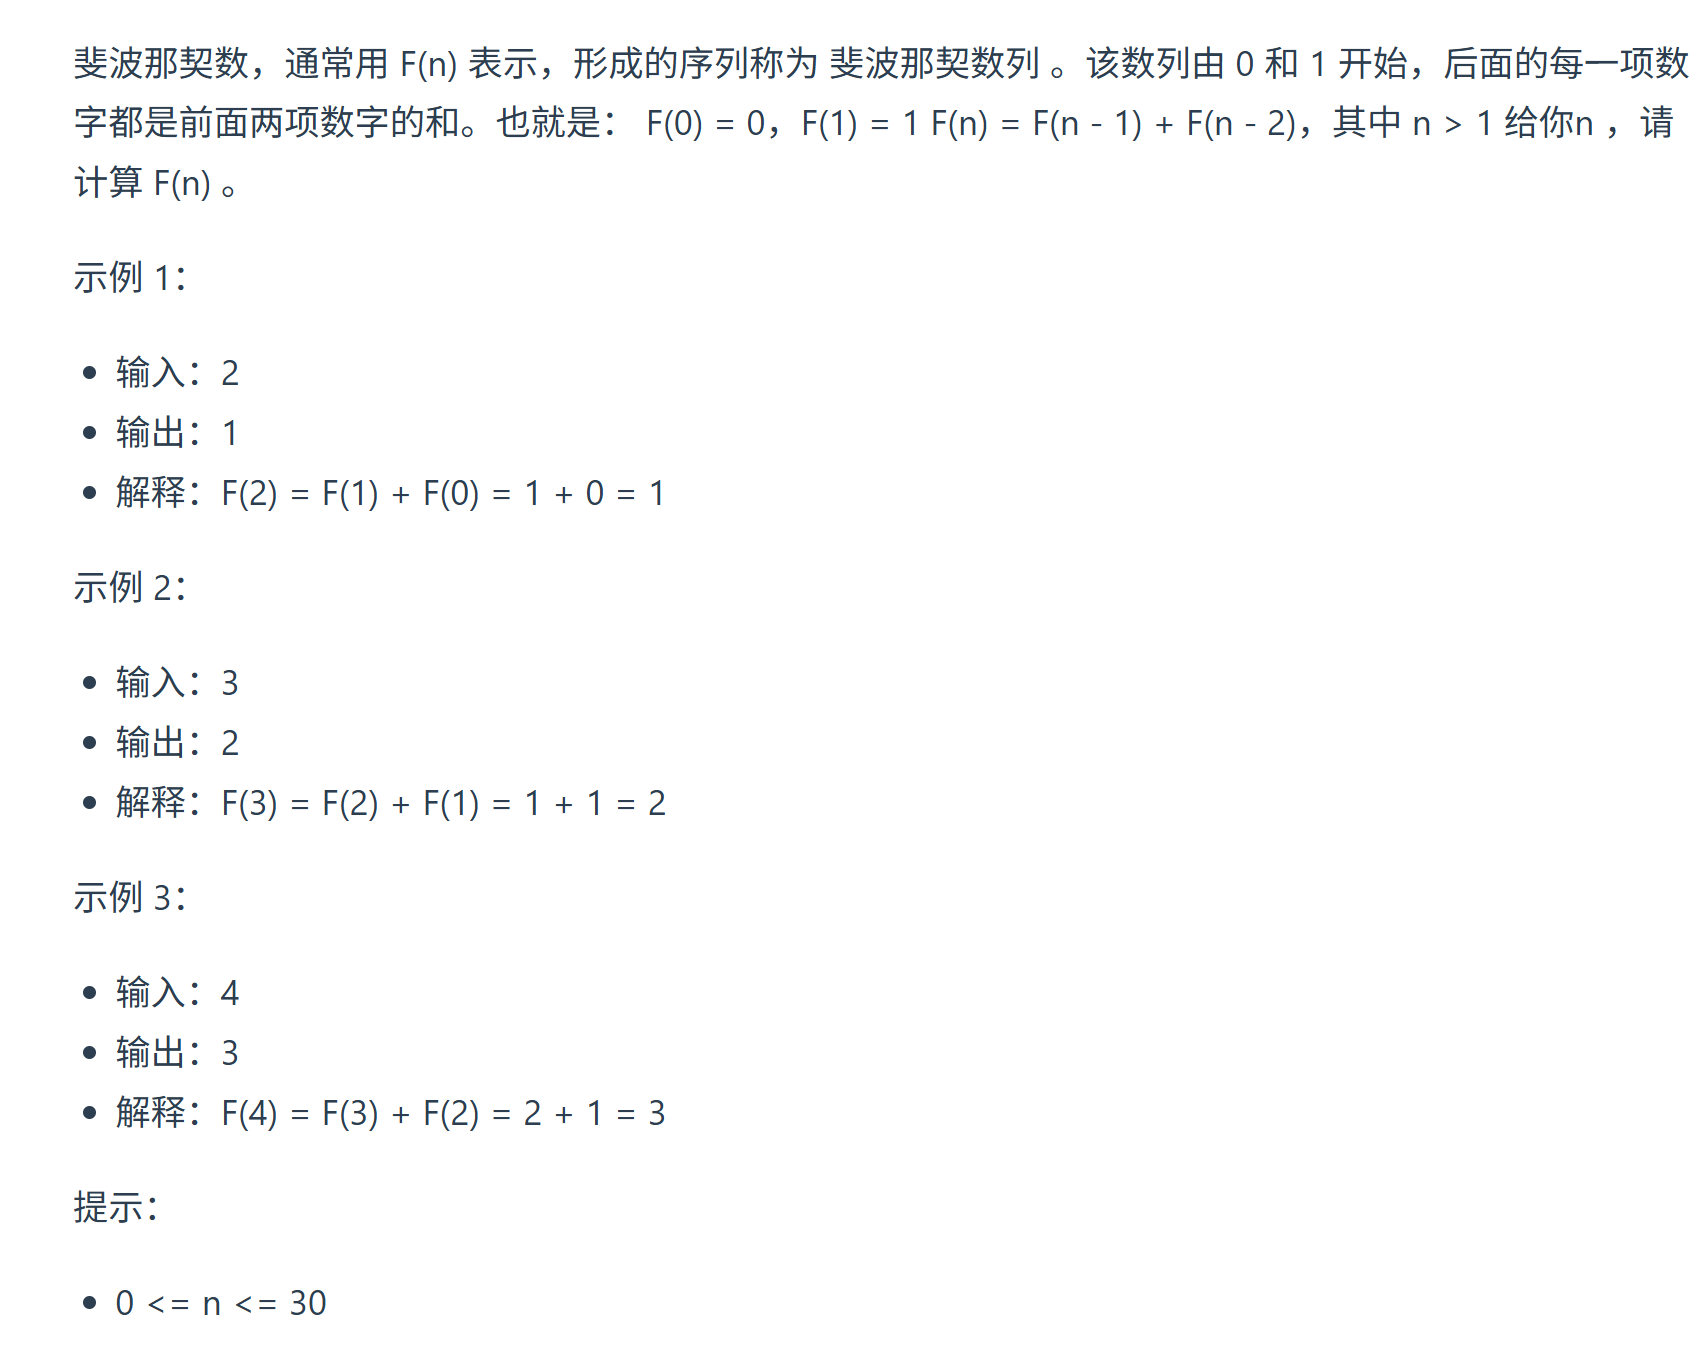 斐波那契数，通常用 F(n) 表示，形成的序列称为 斐波那契数列 。该数列由 0 和 1 开始，后面的每一项数
字都是前面两项数字的和。也就是： F(0) = 0，F(1) = 1 F(n) = F(n - 1) + F(n - 2)，其中 n > 1 给你n ，请
计算 F(n) 。
示例 1：
• 输入：2
• 输出：1
• 解释：F(2) = F(1) + F(0) = 1 + 0 = 1
示例 2：
• 输入：3
• 输出：2
• 解释：F(3) = F(2) + F(1) = 1 + 1 = 2
示例 3：
• 输入：4
• 输出：3
• 解释：F(4) = F(3) + F(2) = 2 + 1 = 3
提示：
• 0 <= n <= 30